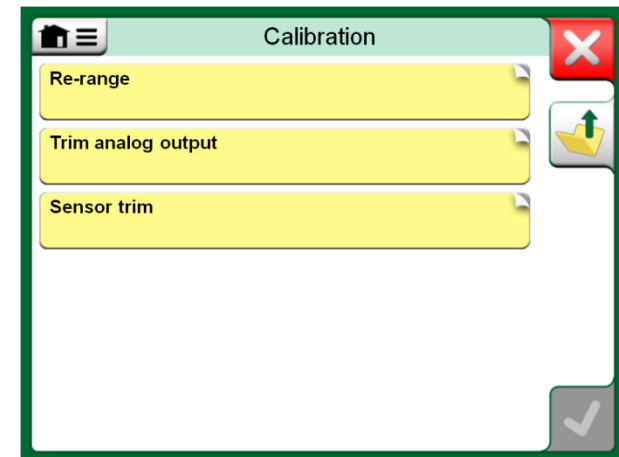 Calibration
Re-range
Trim analog output
Sensor trim